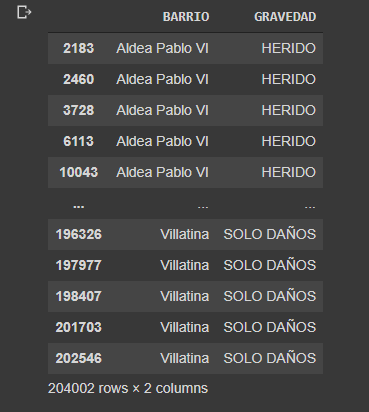 BARRIO GRAVEDAD
2183 Aldea Pablo VI HERIDO
2460 Aldea Pablo VI HERIDO
3728 Aldea Pablo VI HERIDO
6113 Aldea Pablo VI HERIDO
10043 Aldea Pablo VI HERIDO
... ... ...
196326 Villatina SOLO DAÑOS
197977 Villatina SOLO DAÑOS
198407 Villatina SOLO DAÑOS
201703 Villatina SOLO DAÑOS
202546 Villatina SOLO DAÑOS
204002 rows × 2 columns